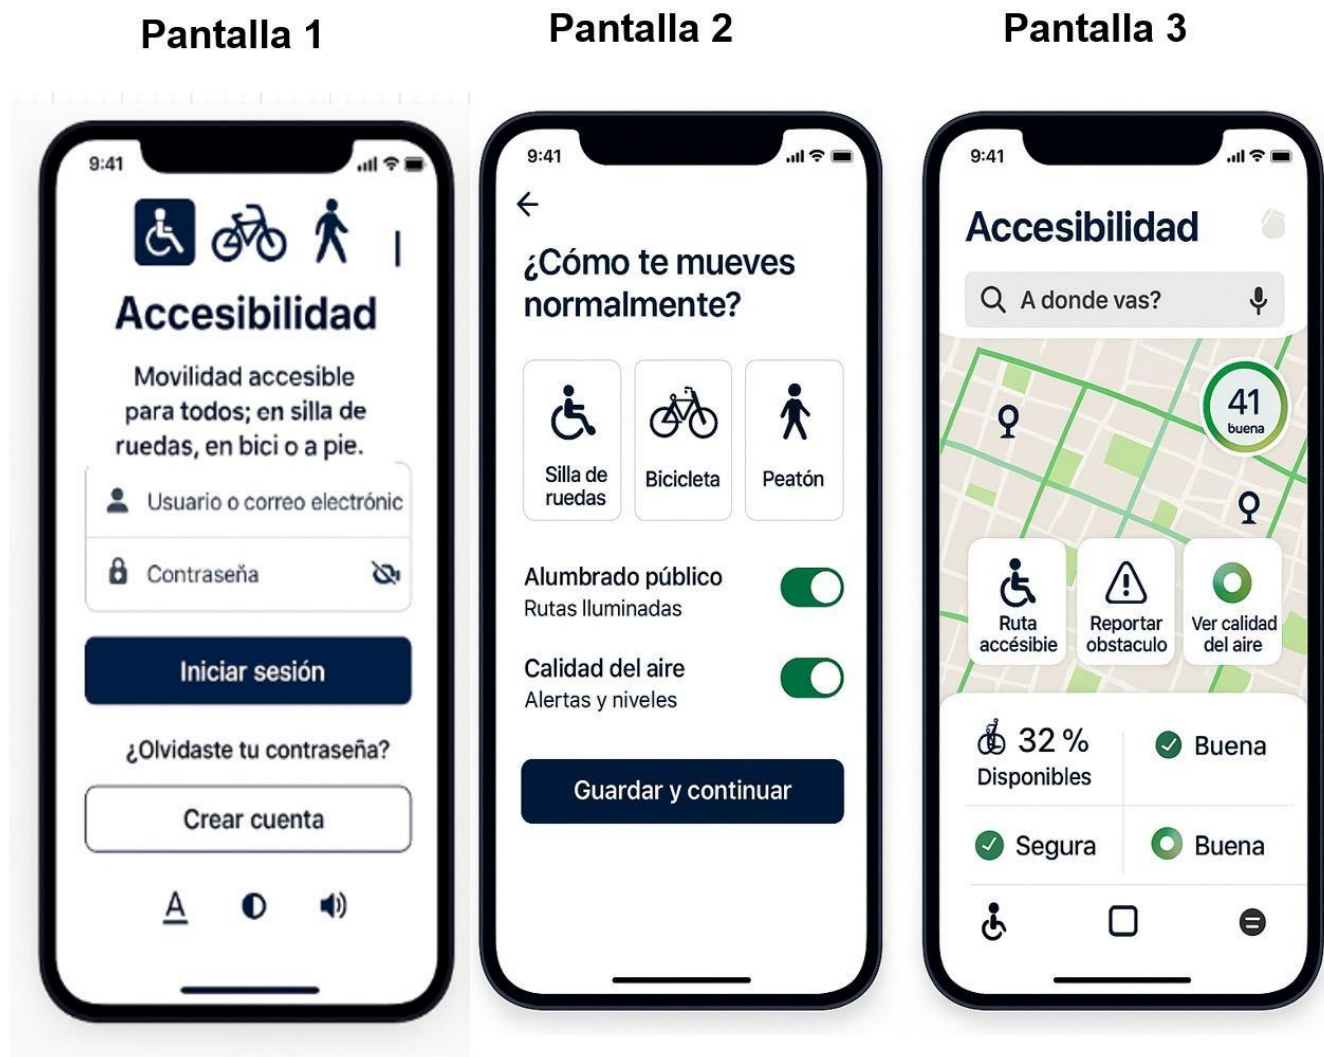 Pantalla 1
9:41
Accesibilidad
Movilidad accesible
para todos; en silla de
ruedas, en bici o a pie.
Usuario o correo electrónic
Contraseña
Iniciar sesión
¿Olvidaste tu contraseña?
Crear cuenta
A
Pantalla 2
9:41
¿Cómo te mueves
normalmente?
Silla de
ruedas
Bicicleta
Peatón
Alumbrado público
Rutas Iluminadas
Calidad del aire
Alertas y niveles
Guardar y continuar
Pantalla 3
9:41
Accesibilidad
A donde vas?
41
buena
Ruta
accésibie
Reportar
obstaculo
Ver calidad
del aire
32 %
Disponibles
Buena
Segura
Buena